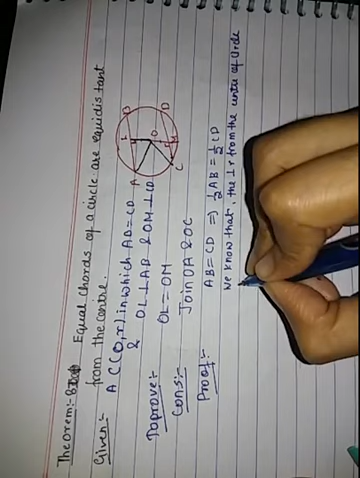 Theorem:- Equal Chords of a circle are equidistant
from the centre.
Given:- A C(O,r) in which AB=CD
& OL⊥AB & OM⊥CD
To prove:- OL=OM
Cons:- Join OA & OC
Proof:- AB=CD ⇒ ½AB=½CD
We know that, the ⊥r from the centre of Circle
B
D
L
O
M
A
C